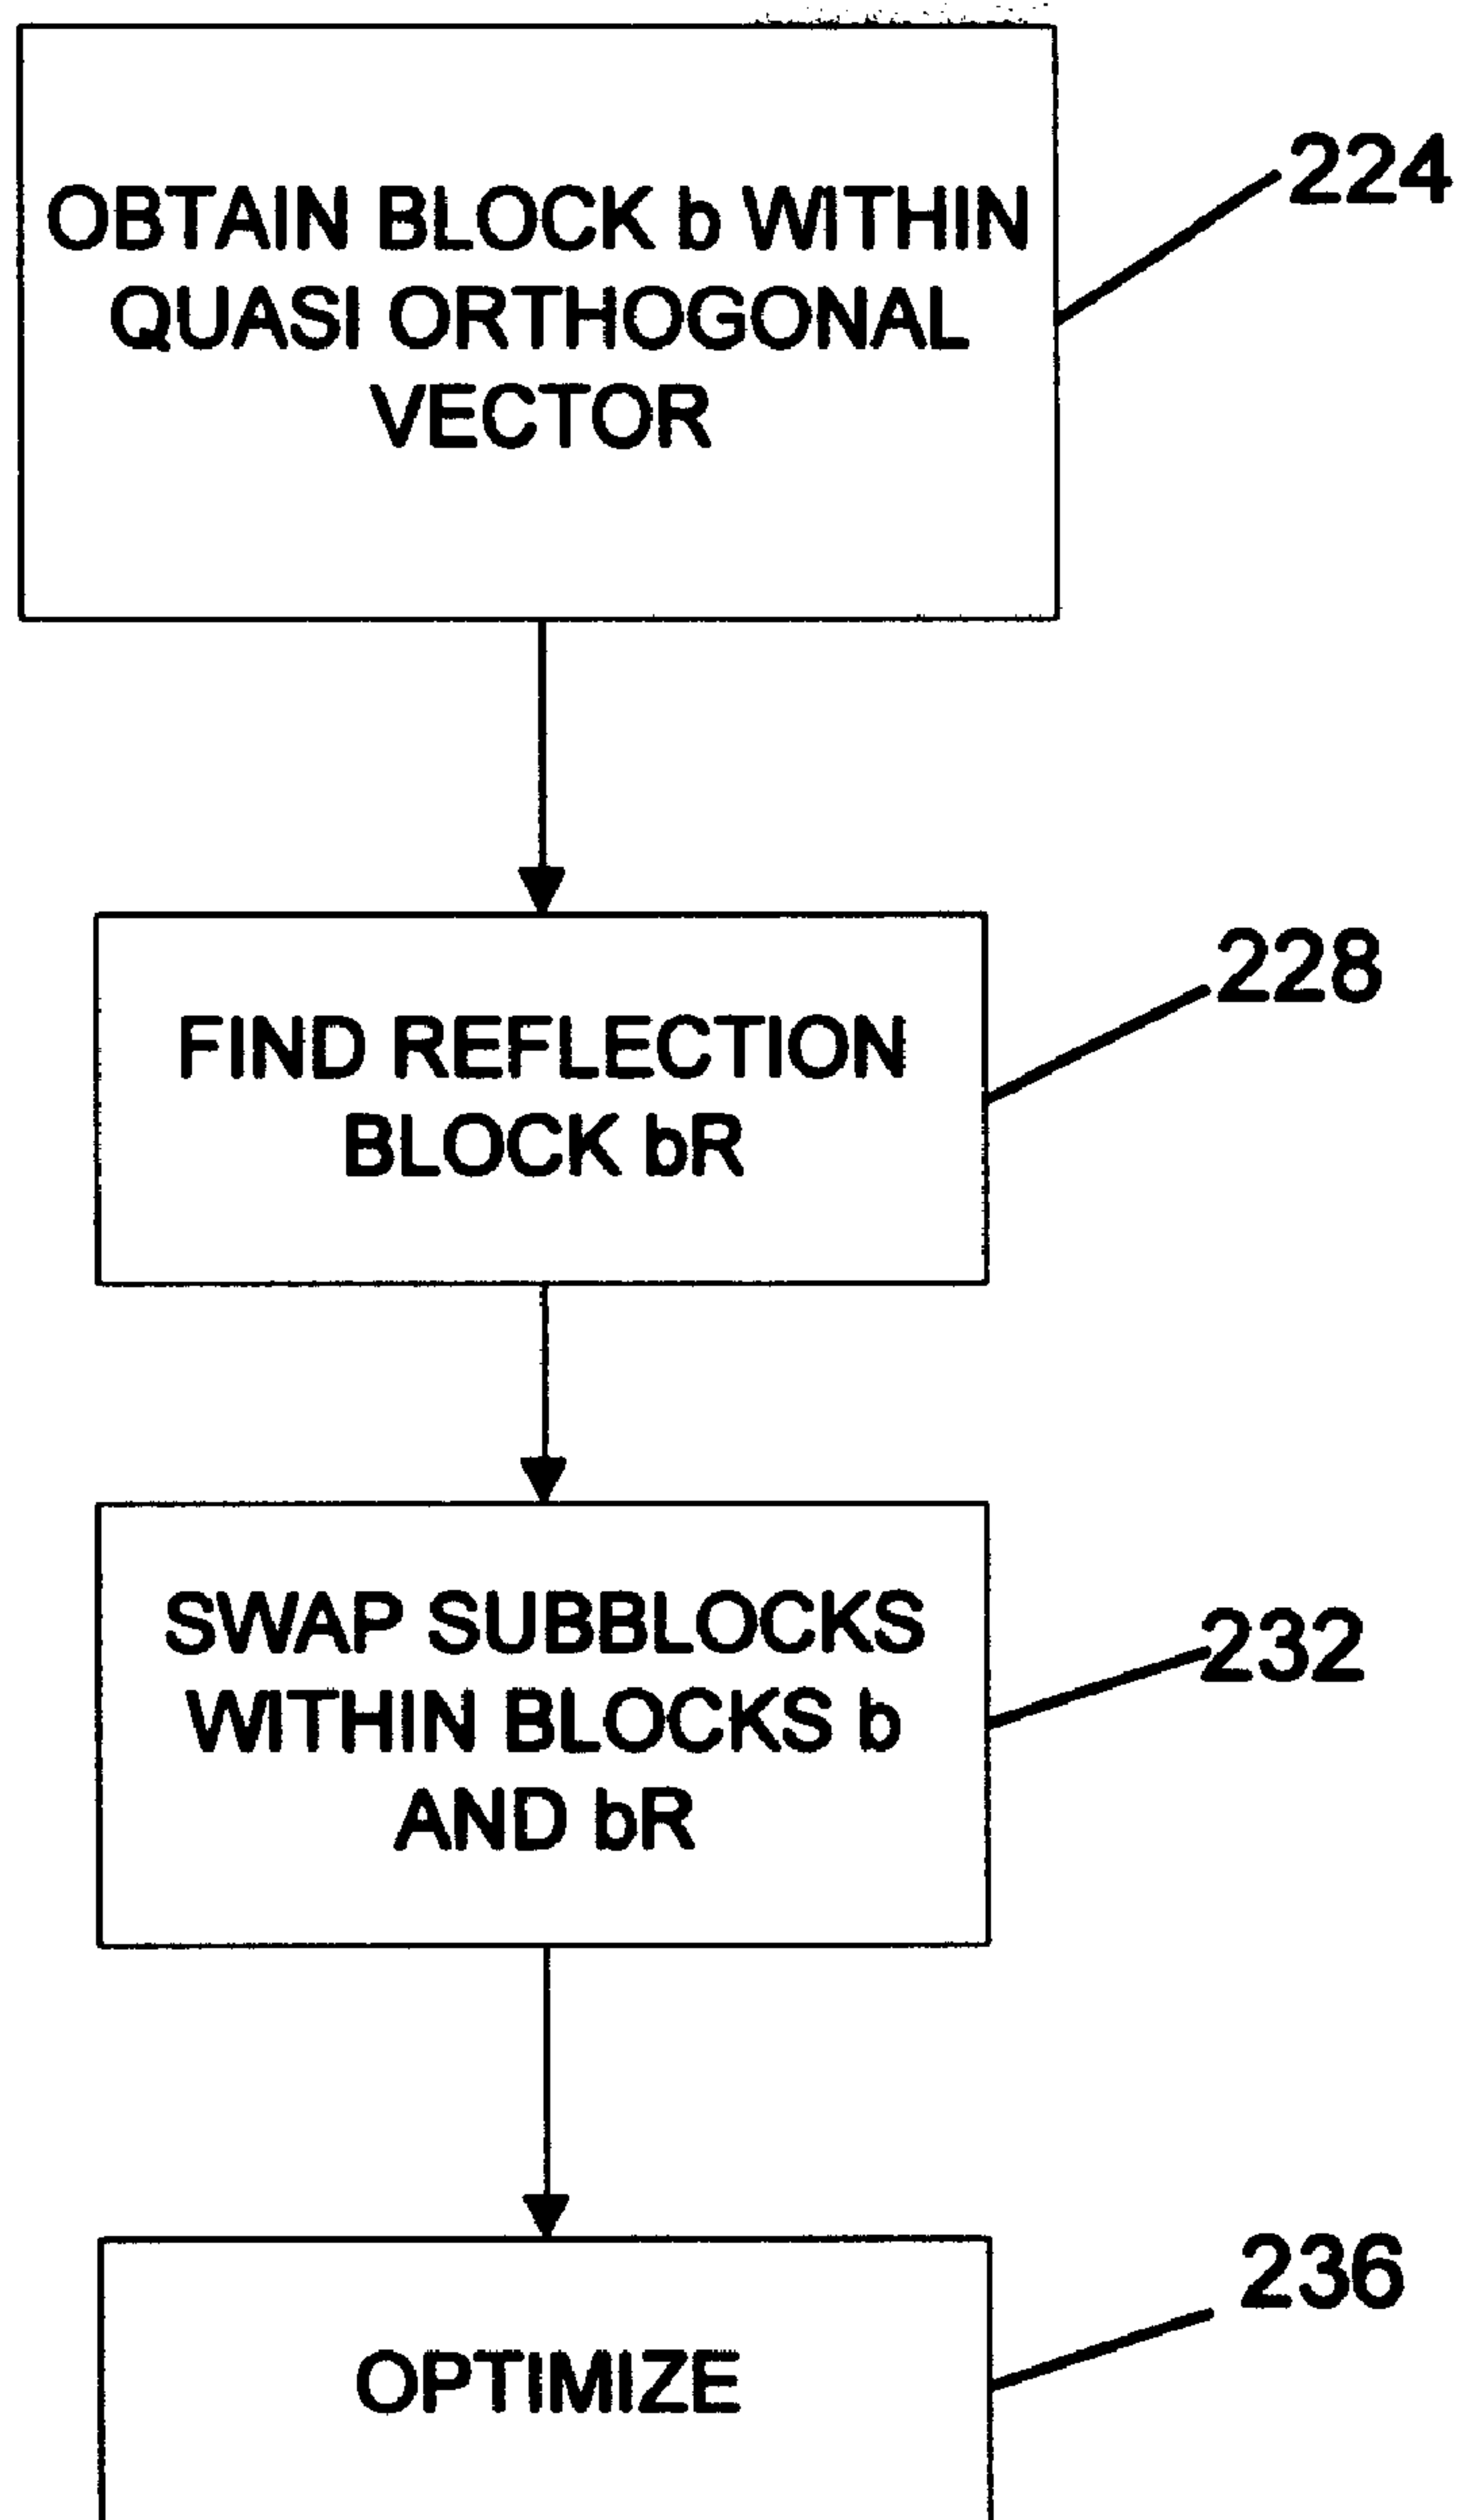 OBTAIN BLOCK b WITHIN
QUASI ORTHOGONAL
VECTOR
224
FIND REFLECTION
BLOCK bR
228
SWAP SUBBLOCKS
WITHIN BLOCKS b
AND bR
232
OPTIMIZE
236